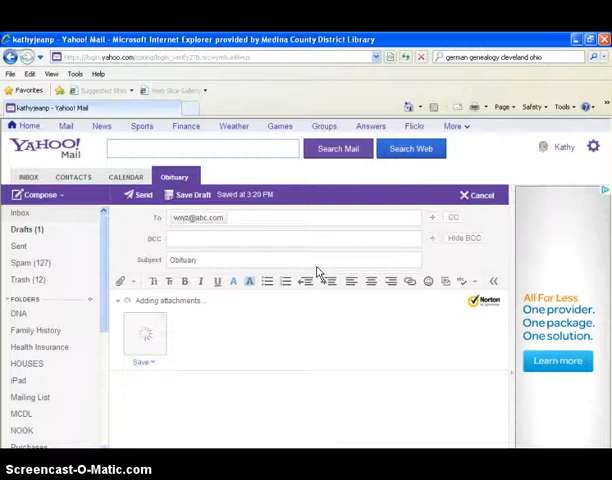 kathyjeanp - Yahoo! Mail - Microsoft Internet Explorer provided by Medina County District Library
german genealogy cleveland ohio
File Edit View Tools Help
Favorites Suggested Sites Web Slice Gallery
kathyjeanp - Yahoo! Mail
Page Safety Tools
Home Mail News Sports Finance Weather Games Groups Answers Flickr More
YAHOO! MAIL
Search Mail Search Web
Kathy
INBOX CONTACTS CALENDAR Obituary
Compose Send Save Draft Saved at 3:20 PM Cancel
Inbox
Drafts (1)
Sent
Spam (127)
Trash (12)
FOLDERS
DNA
Family History
Health Insurance
HOUSES
iPad
Mailing List
MCDL
NOOK
Purchases
To wxyz@abc.com + CC
BCC + Hide BCC
Subject Obituary
Tt Tt B I U A A
Adding attachments...
Norton
by Symantec
Save
All For Less
One provider.
One package.
One solution.
Learn more
Screencast-O-Matic.com